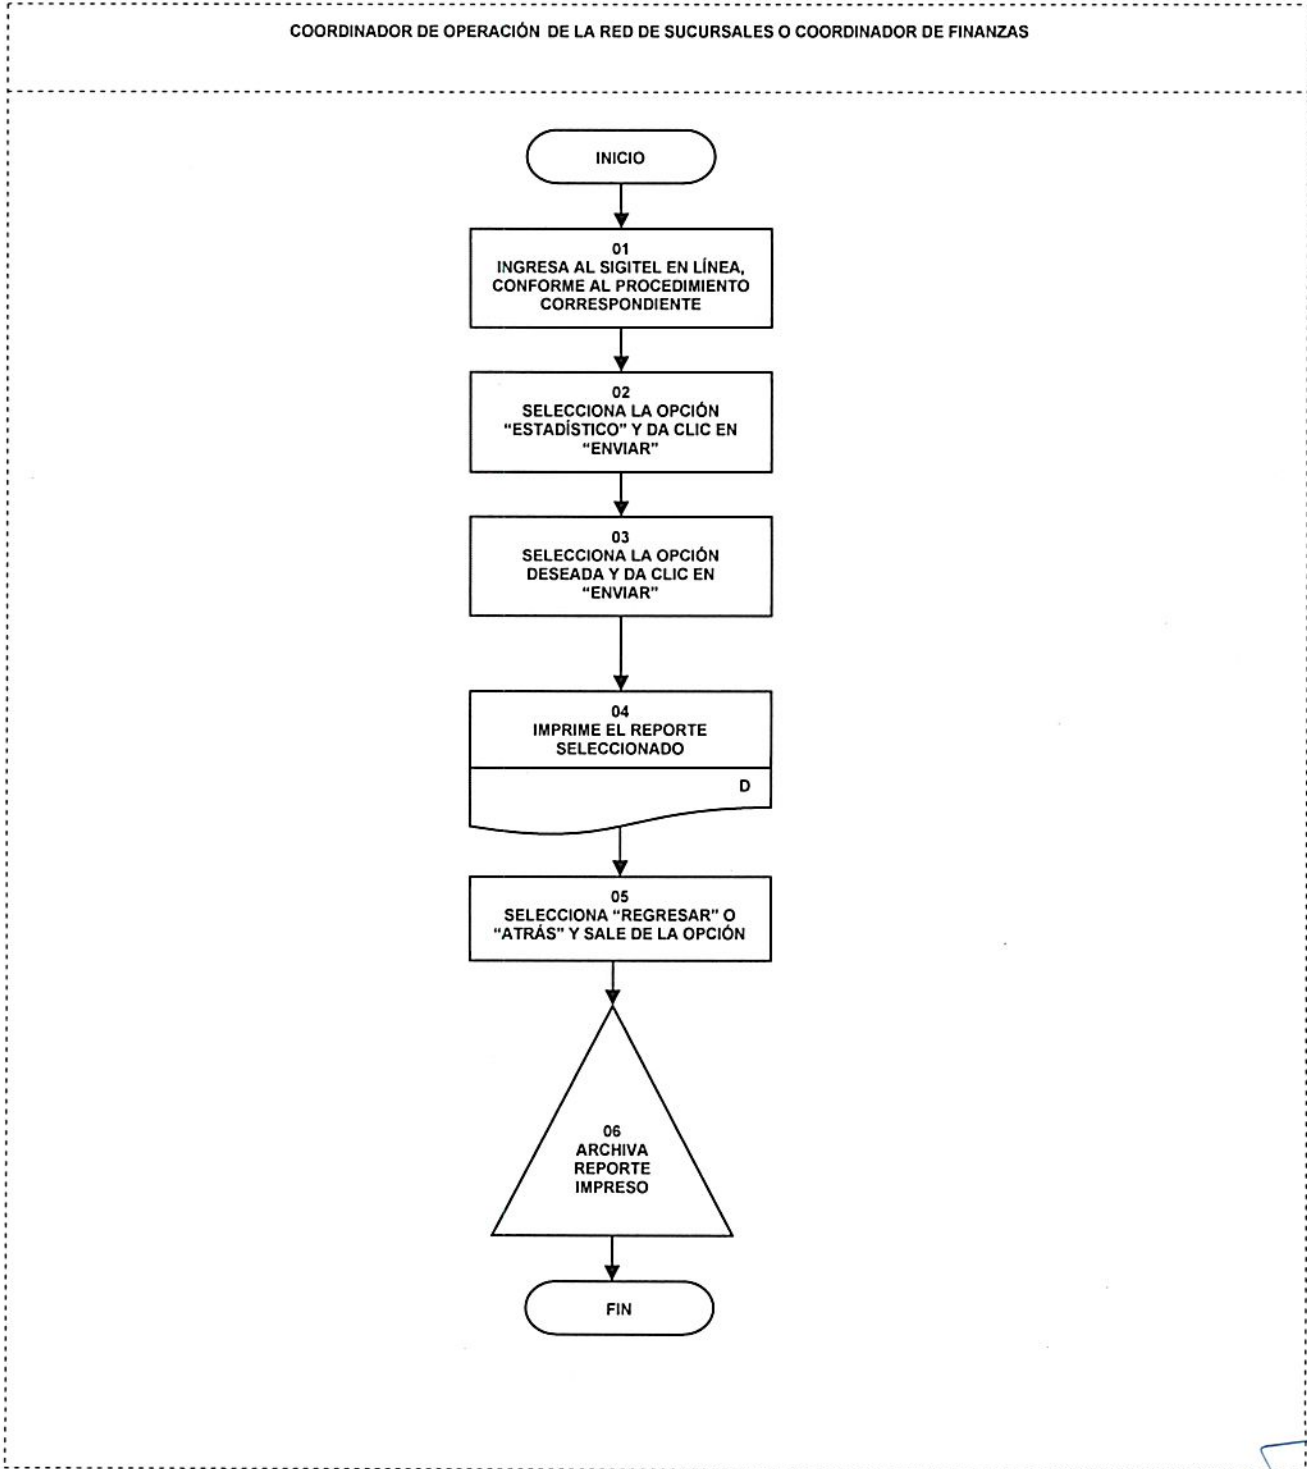 COORDINADOR DE OPERACIÓN DE LA RED DE SUCURSALES O COORDINADOR DE FINANZAS
INICIO
01
INGRESA AL SIGITEL EN LÍNEA,
CONFORME AL PROCEDIMIENTO
CORRESPONDIENTE
02
SELECCIONA LA OPCIÓN
“ESTADÍSTICO” Y DA CLIC EN
“ENVIAR”
03
SELECCIONA LA OPCIÓN
DESEADA Y DA CLIC EN
“ENVIAR”
04
IMPRIME EL REPORTE
SELECCIONADO
D
05
SELECCIONA “REGRESAR” O
“ATRÁS” Y SALE DE LA OPCIÓN
06
ARCHIVA
REPORTE
IMPRESO
FIN